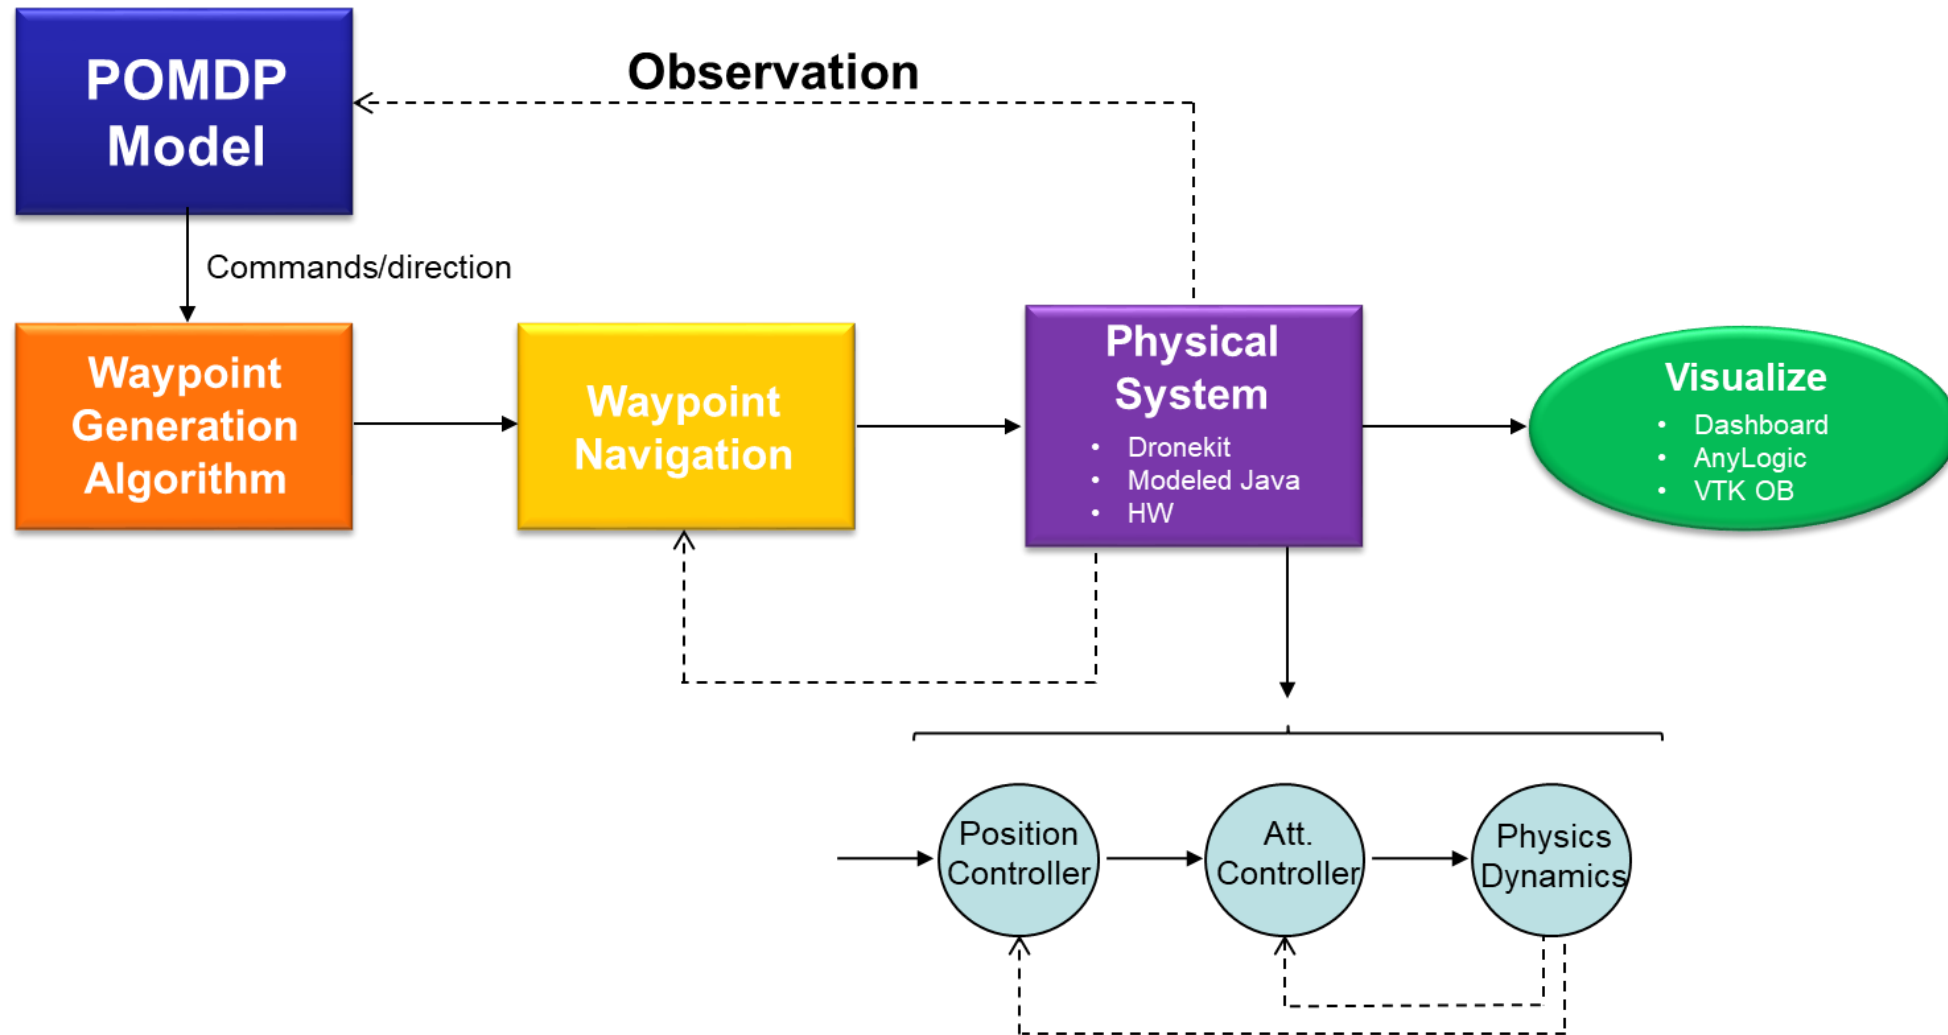 POMDP
Model
Observation
Commands/direction
Waypoint
Generation
Algorithm
Waypoint
Navigation
Physical
System
• Dronekit
• Modeled Java
• HW
Visualize
• Dashboard
• AnyLogic
• VTK OB
Position
Controller
Att.
Controller
Physics
Dynamics